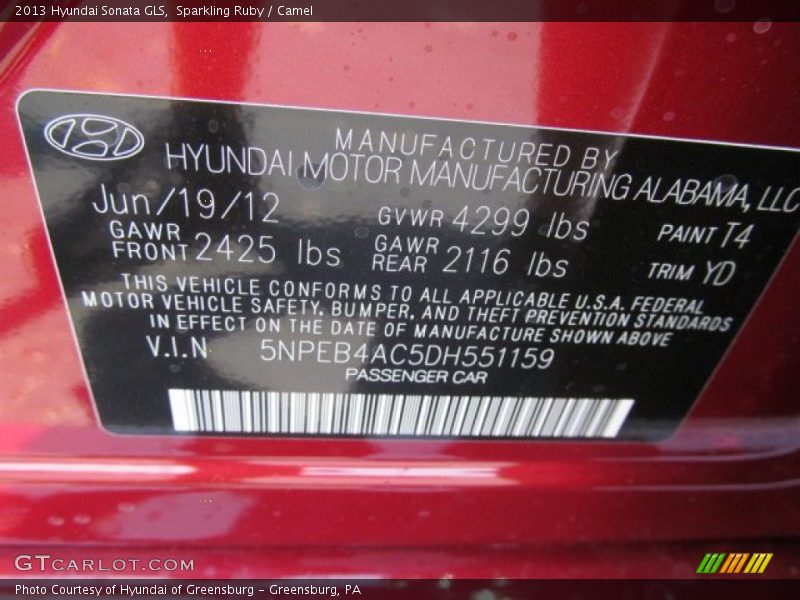 2013 Hyundai Sonata GLS, Sparkling Ruby / Camel
MANUFACTURED BY
HYUNDAI MOTOR MANUFACTURING ALABAMA, LLC
Jun/19/12 GVWR 4299 lbs PAINT T4
GAWR FRONT 2425 lbs GAWR REAR 2116 lbs TRIM YD
THIS VEHICLE CONFORMS TO ALL APPLICABLE U.S.A. FEDERAL
MOTOR VEHICLE SAFETY, BUMPER, AND THEFT PREVENTION STANDARDS
IN EFFECT ON THE DATE OF MANUFACTURE SHOWN ABOVE
V.I.N 5NPEB4AC5DH551159
PASSENGER CAR
GTCARLOT.COM
Photo Courtesy of Hyundai of Greensburg - Greensburg, PA